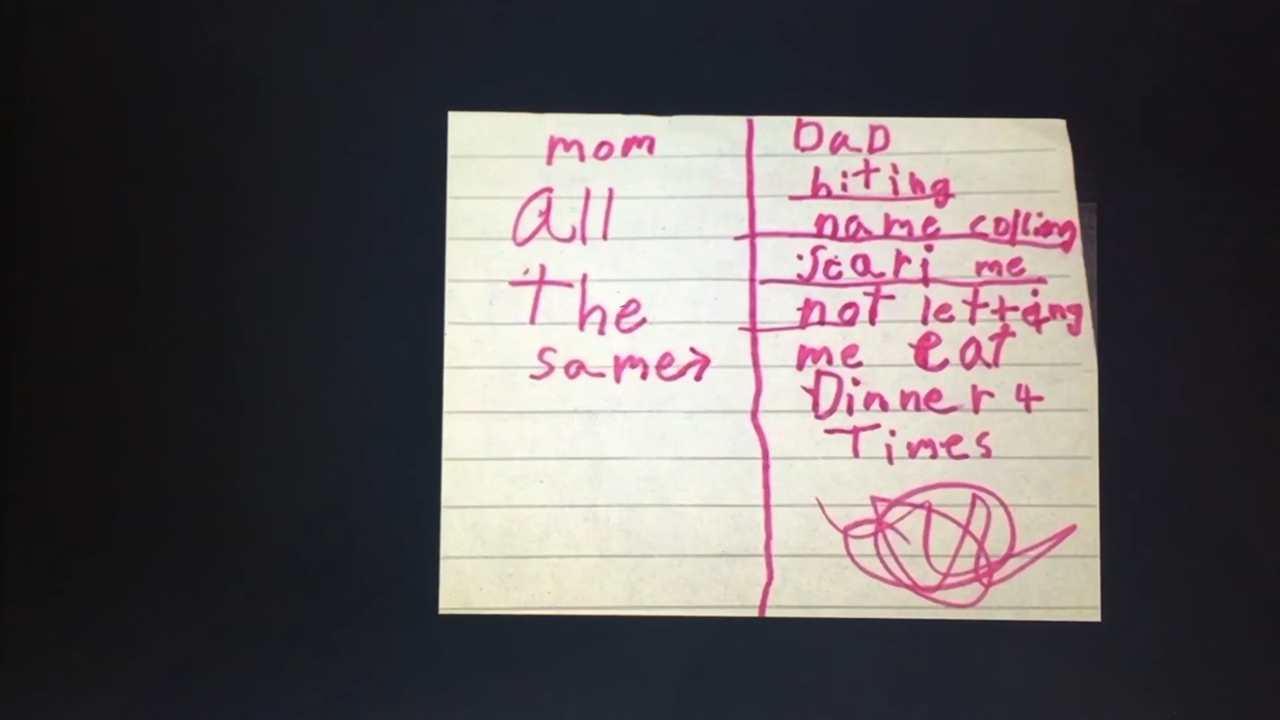 mom
all
the
same
DaD
hiting
name colling
scari me
not letting
me eat
Dinner 4
Times